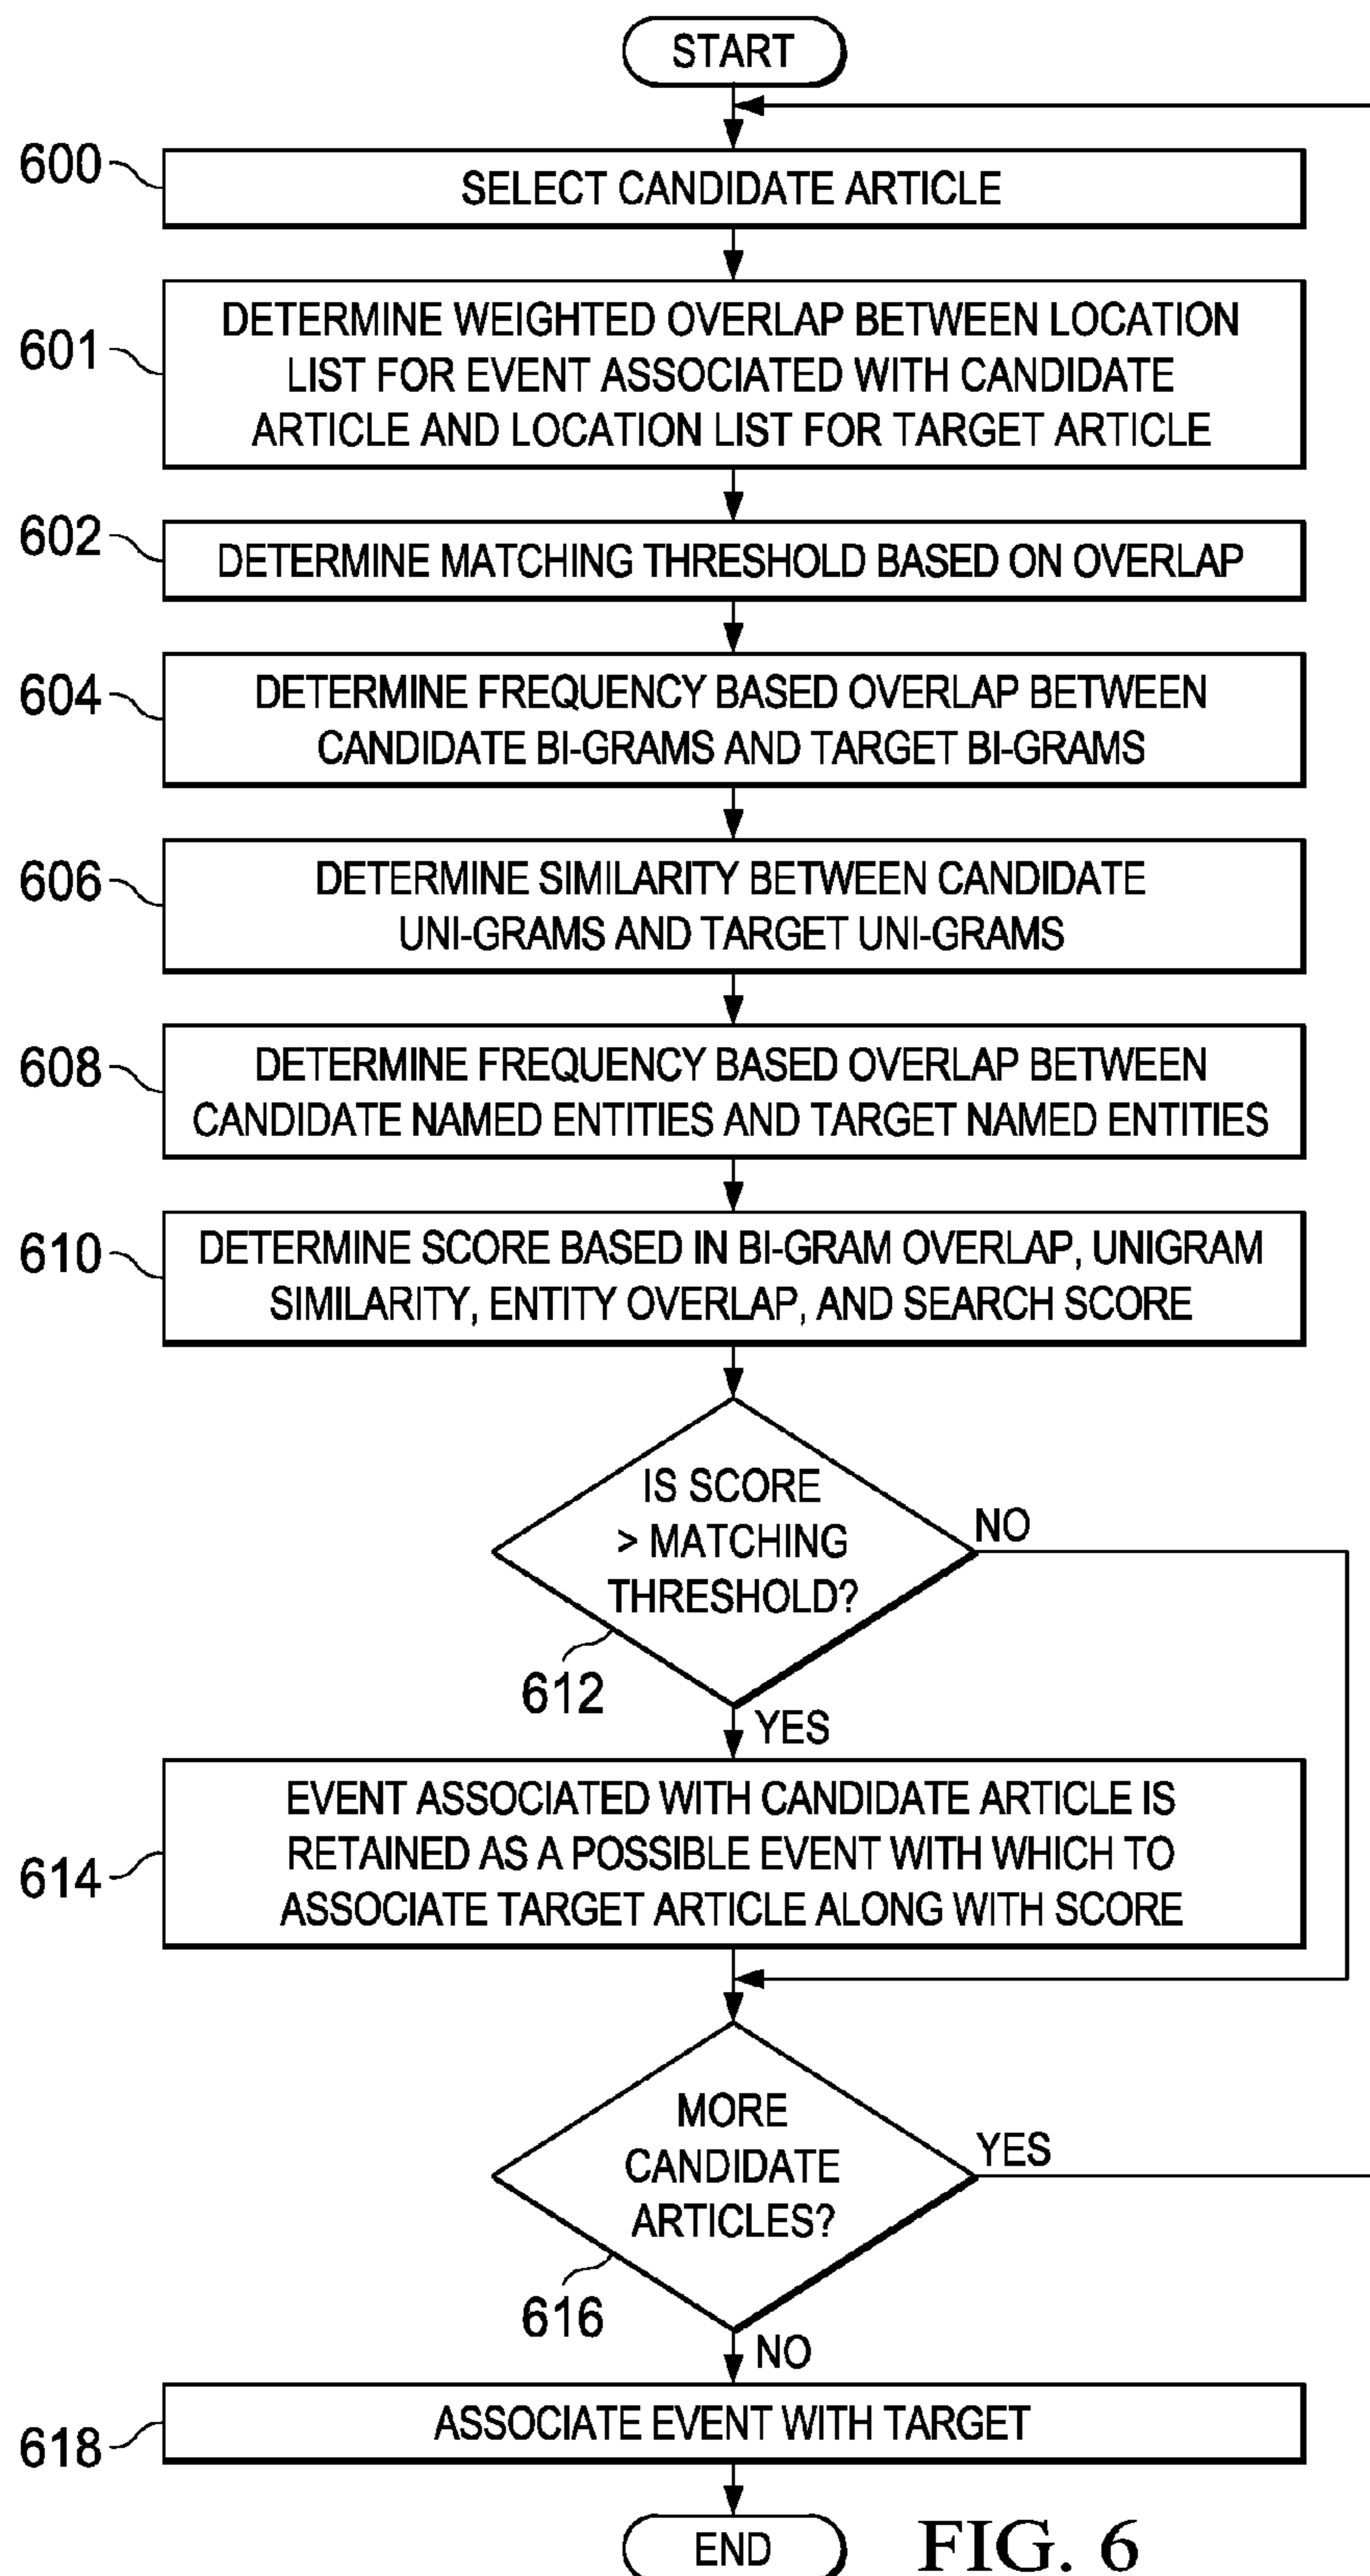 START
600
SELECT CANDIDATE ARTICLE
601
DETERMINE WEIGHTED OVERLAP BETWEEN LOCATION
LIST FOR EVENT ASSOCIATED WITH CANDIDATE
ARTICLE AND LOCATION LIST FOR TARGET ARTICLE
602
DETERMINE MATCHING THRESHOLD BASED ON OVERLAP
604
DETERMINE FREQUENCY BASED OVERLAP BETWEEN
CANDIDATE BI-GRAMS AND TARGET BI-GRAMS
606
DETERMINE SIMILARITY BETWEEN CANDIDATE
UNI-GRAMS AND TARGET UNI-GRAMS
608
DETERMINE FREQUENCY BASED OVERLAP BETWEEN
CANDIDATE NAMED ENTITIES AND TARGET NAMED ENTITIES
610
DETERMINE SCORE BASED IN BI-GRAM OVERLAP, UNIGRAM
SIMILARITY, ENTITY OVERLAP, AND SEARCH SCORE
IS SCORE
> MATCHING
THRESHOLD?
NO
612
YES
614
EVENT ASSOCIATED WITH CANDIDATE ARTICLE IS
RETAINED AS A POSSIBLE EVENT WITH WHICH TO
ASSOCIATE TARGET ARTICLE ALONG WITH SCORE
MORE
CANDIDATE
ARTICLES?
YES
616
NO
618
ASSOCIATE EVENT WITH TARGET
END
FIG. 6